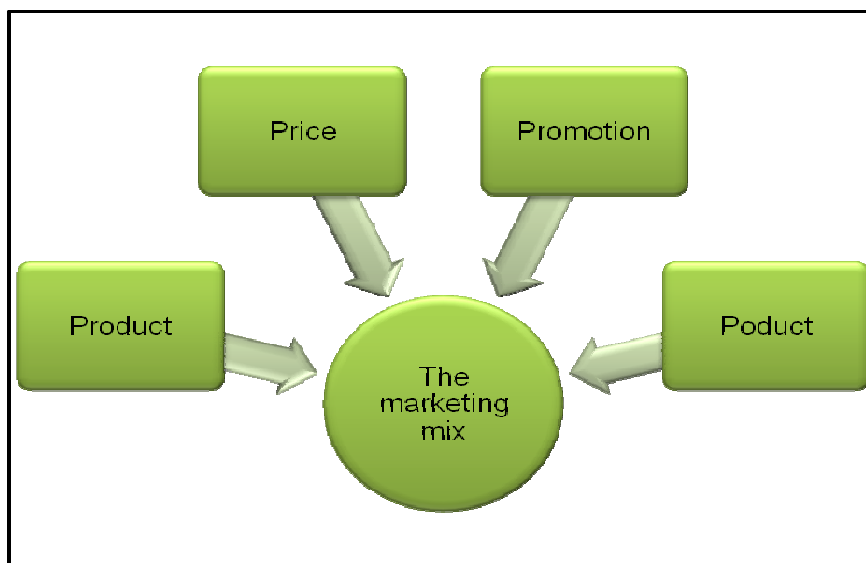 Price
Promotion
Product
Poduct
The
marketing
mix